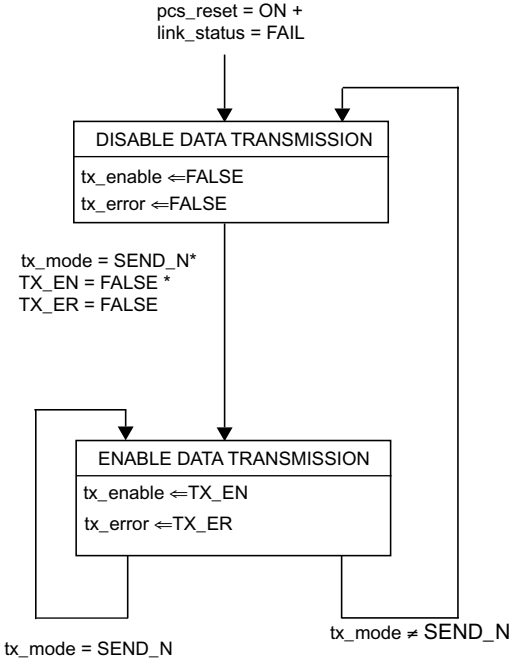 pcs_reset = ON +
link_status = FAIL
DISABLE DATA TRANSMISSION
tx_enable ⇐FALSE
tx_error ⇐FALSE
tx_mode = SEND_N*
TX_EN = FALSE *
TX_ER = FALSE
ENABLE DATA TRANSMISSION
tx_enable ⇐TX_EN
tx_error ⇐TX_ER
tx_mode ≠ SEND_N
tx_mode = SEND_N